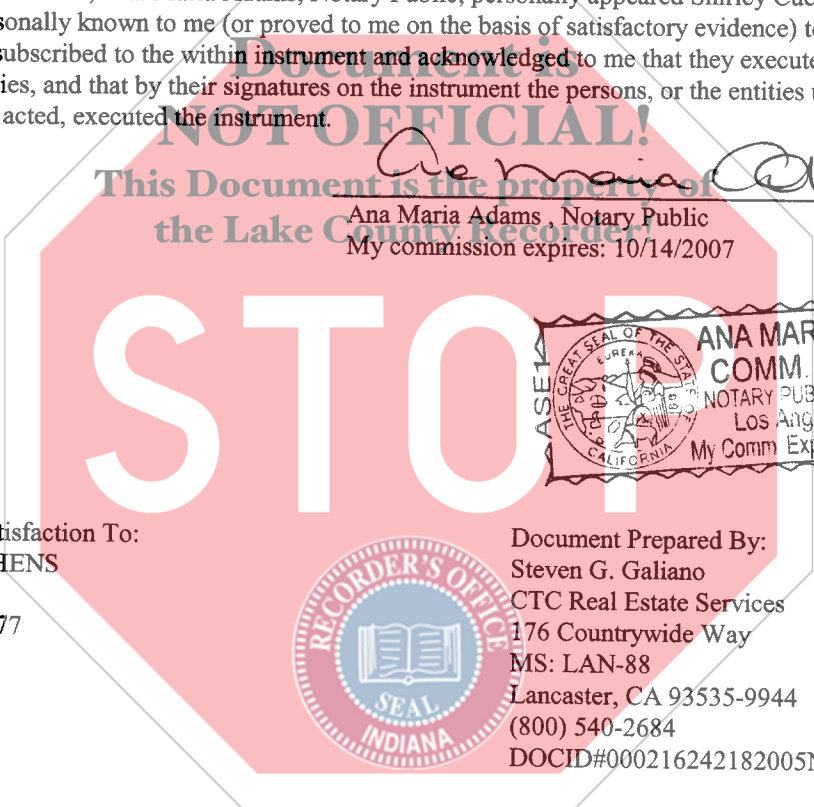 personally appeared Shirley
sonally known to me (or proved to me on the basis of satisfactory evidence) to
subscribed to the within instrument and acknowledged to me that they execute
ies, and that by their signatures on the instrument the persons, or the entities u
acted, executed the instrument.
Document is
NOT OFFICIAL!
This Document is the property of
the Lake County Recorder!
Ana Maria Adams , Notary Public
My commission expires: 10/14/2007
STOP
ASE14
THE GREAT SEAL OF THE STATE OF
EUREKA
CALIFORNIA
ANA MAR
COMM.
NOTARY PUB
Los Ang
My Comm Exp
tisfaction To:
HENS
77
RECORDER'S OFFICE
SEAL
INDIANA
Document Prepared By:
Steven G. Galiano
CTC Real Estate Services
176 Countrywide Way
MS: LAN-88
Lancaster, CA 93535-9944
(800) 540-2684
DOCID#000216242182005N